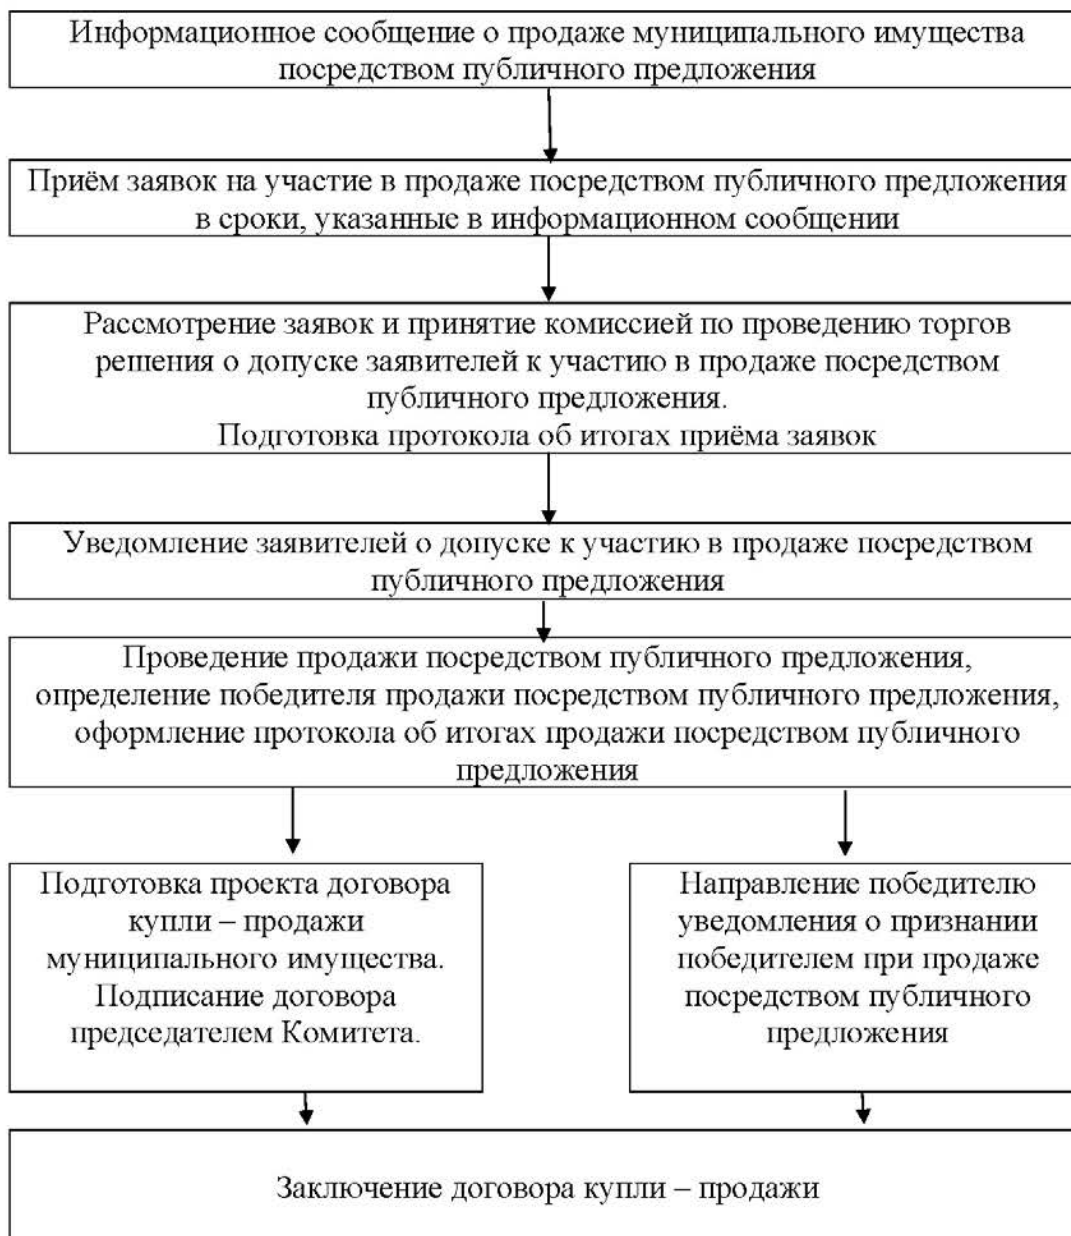 Информационное сообщение о продаже муниципального имущества
посредством публичного предложения
Приём заявок на участие в продаже посредством публичного предложения
в сроки, указанные в информационном сообщении
Рассмотрение заявок и принятие комиссией по проведению торгов
решения о допуске заявителей к участию в продаже посредством
публичного предложения.
Подготовка протокола об итогах приёма заявок
Уведомление заявителей о допуске к участию в продаже посредством
публичного предложения
Проведение продажи посредством публичного предложения,
определение победителя продажи посредством публичного предложения,
оформление протокола об итогах продажи посредством публичного
предложения
Подготовка проекта договора
купли – продажи
муниципального имущества.
Подписание договора
председателем Комитета.
Направление победителю
уведомления о признании
победителем при продаже
посредством публичного
предложения
Заключение договора купли – продажи